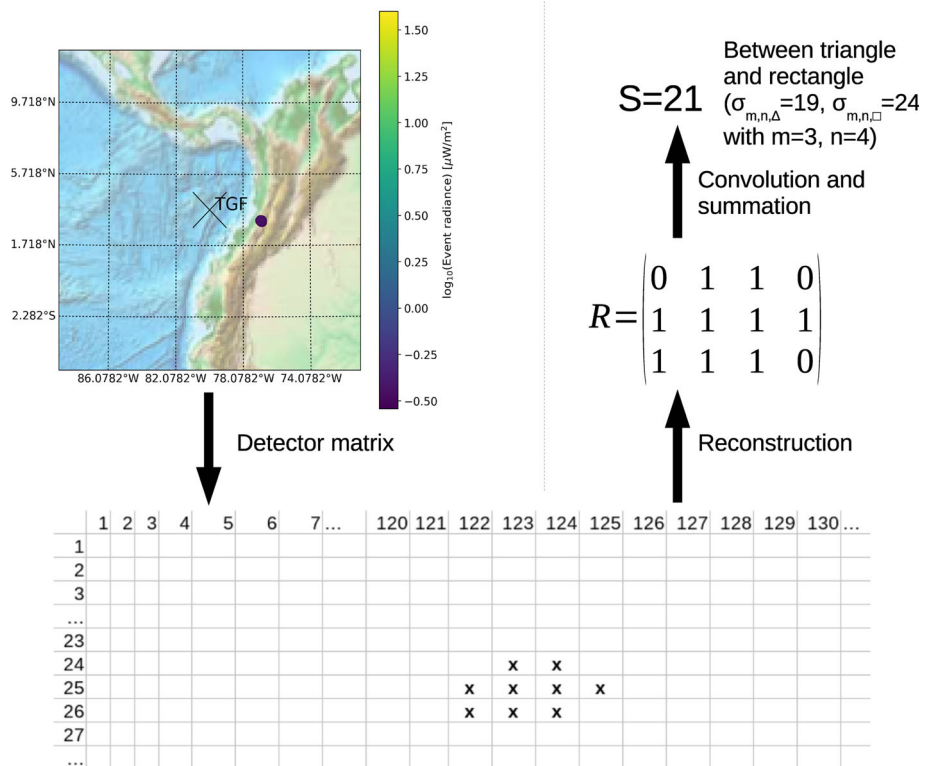 1.50
1.25
1.00
0.75
0.50
0.25
0.00
−0.25
−0.50
log₁₀(Event radiance) [μW/m²]
9.718°N
5.718°N
1.718°N
2.282°S
86.0782°W 82.0782°W 78.0782°W 74.0782°W
TGF
Detector matrix
S=21
Between triangle
and rectangle
(σm,n,Δ=19, σm,n,□=24
with m=3, n=4)
Convolution and
summation
R=
0 1 1 0
1 1 1 1
1 1 1 0
Reconstruction
1 2 3 4 5 6 7 ... 120 121 122 123 124 125 126 127 128 129 130 ...
1
2
3
...
23
24 x x
25 x x x x
26 x x x
27
...